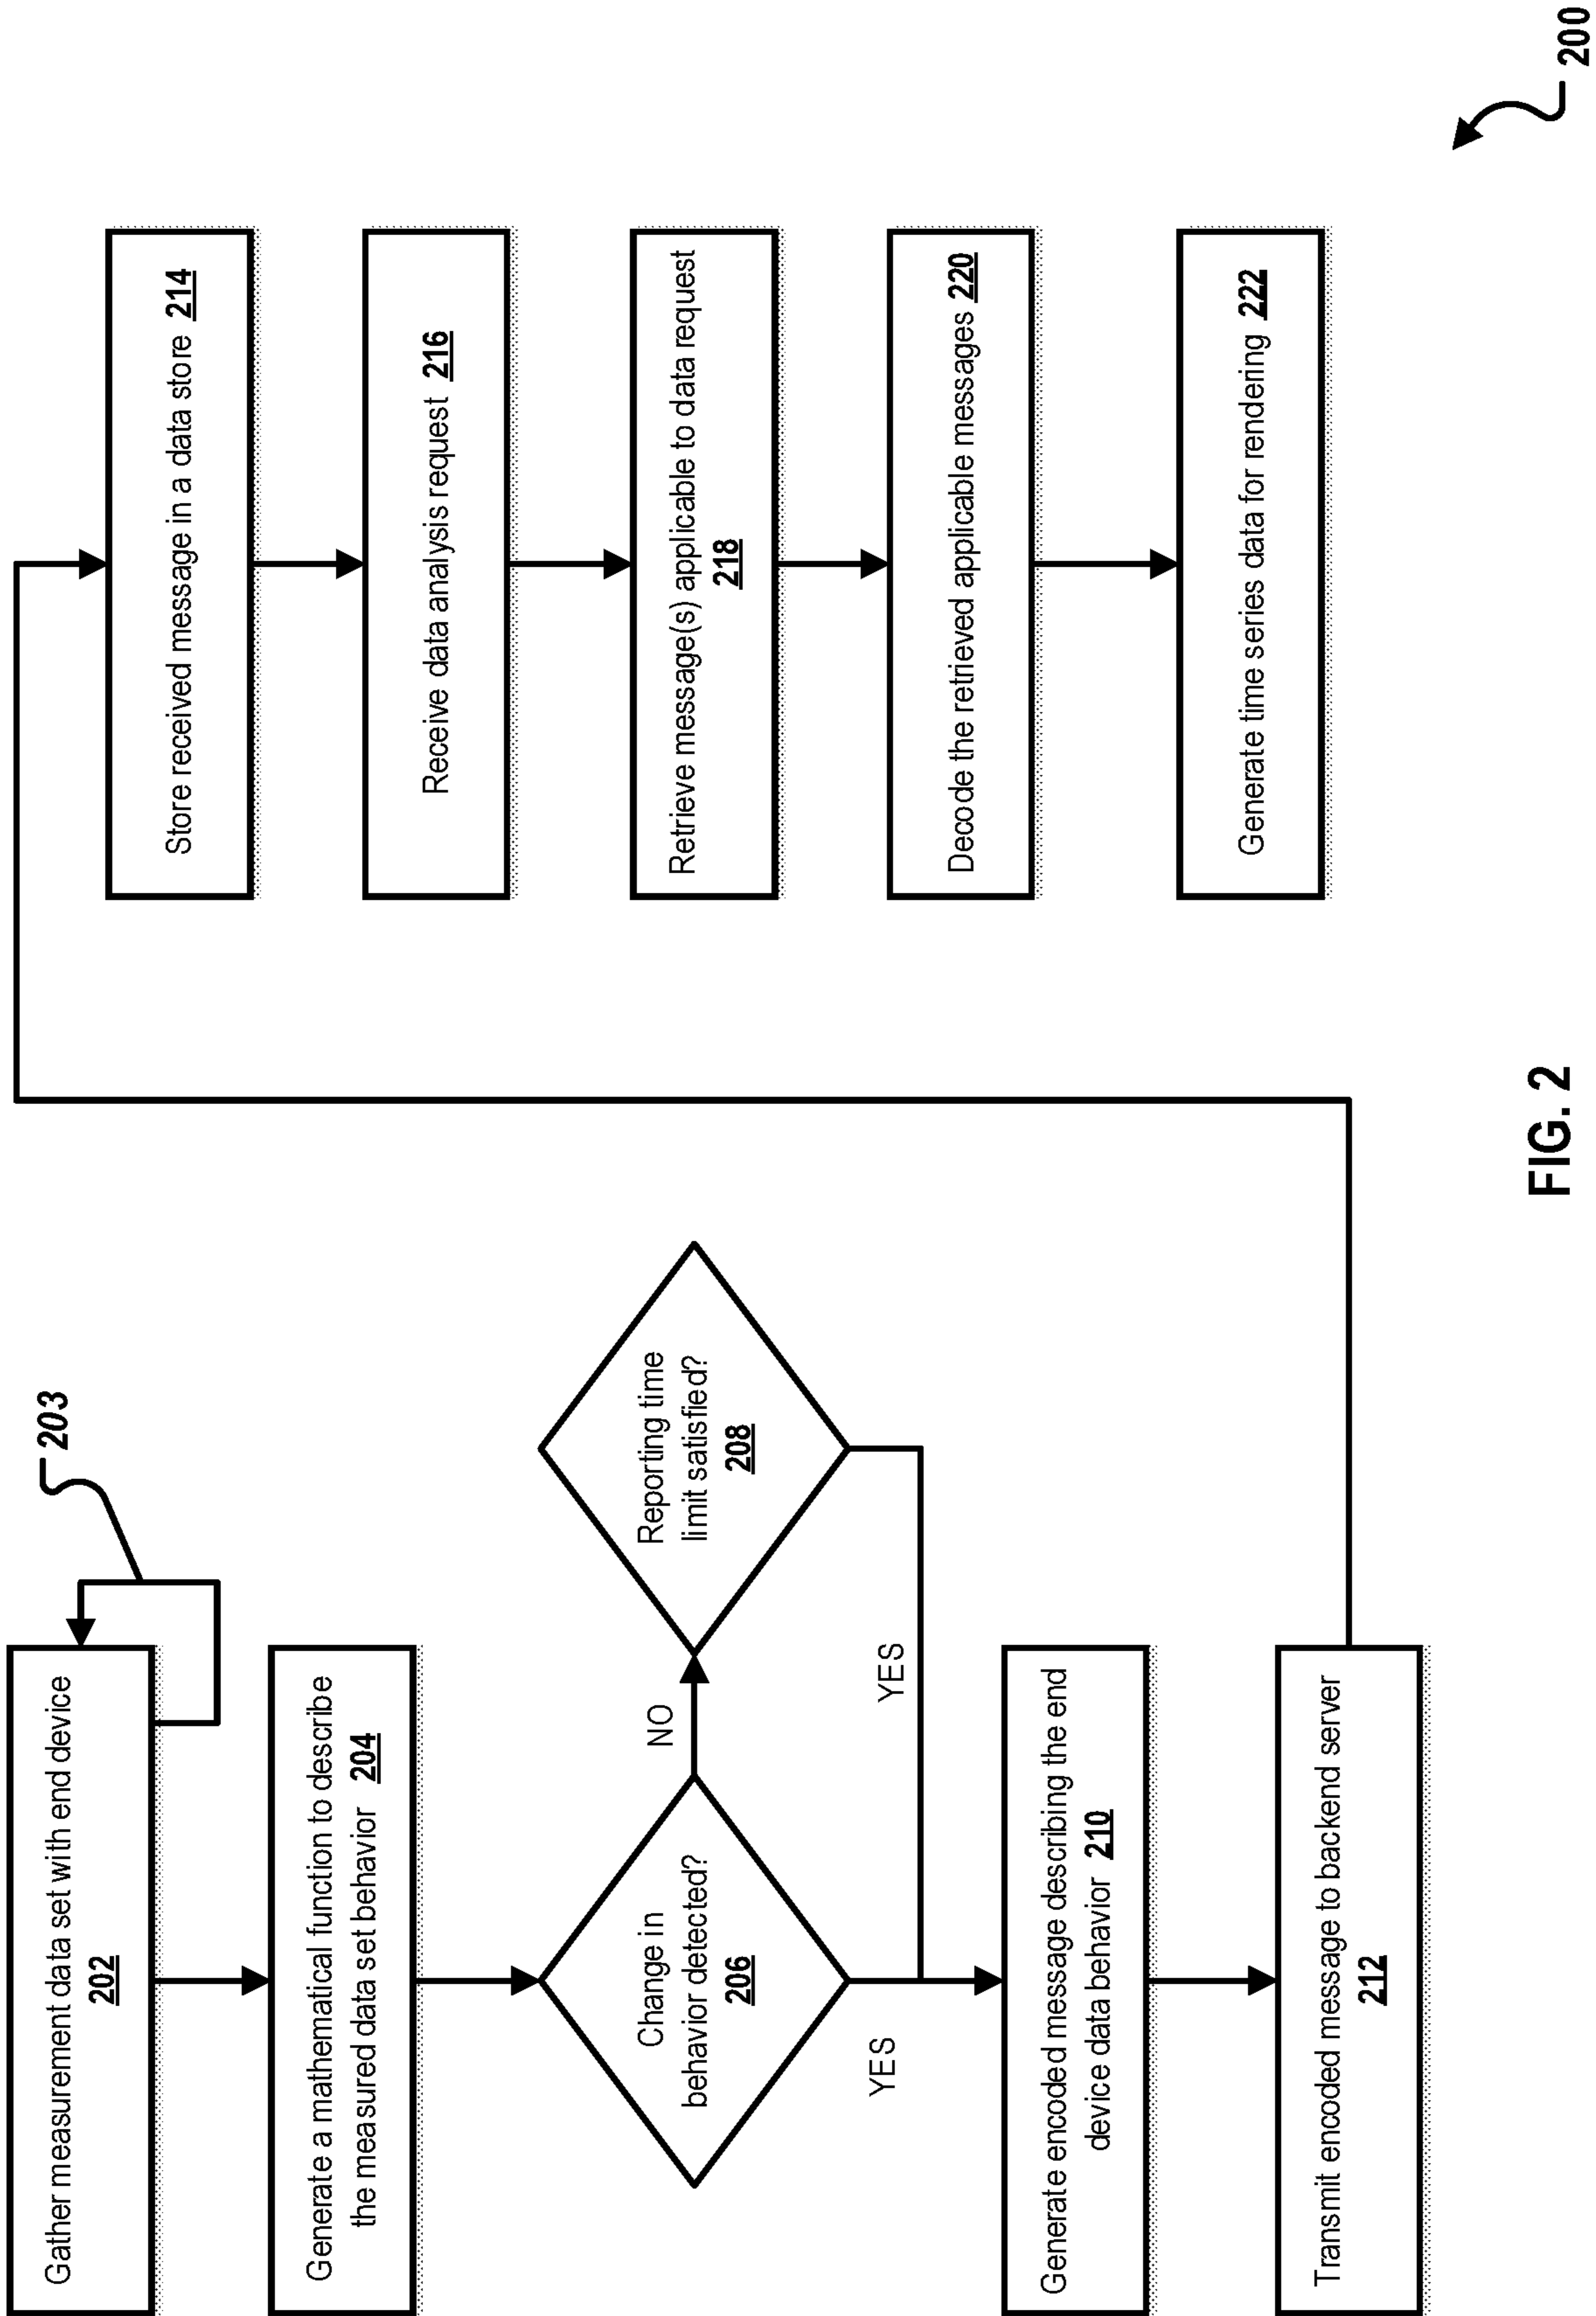 Gather measurement data set with end device
202
203
Generate a mathematical function to describe
the measured data set behavior 204
Change in
behavior detected?
206
NO
Reporting time
limit satisfied?
208
YES
YES
Generate encoded message describing the end
device data behavior 210
Transmit encoded message to backend server
212
Store received message in a data store 214
Receive data analysis request 216
Retrieve message(s) applicable to data request
218
Decode the retrieved applicable messages 220
Generate time series data for rendering 222
200
FIG. 2